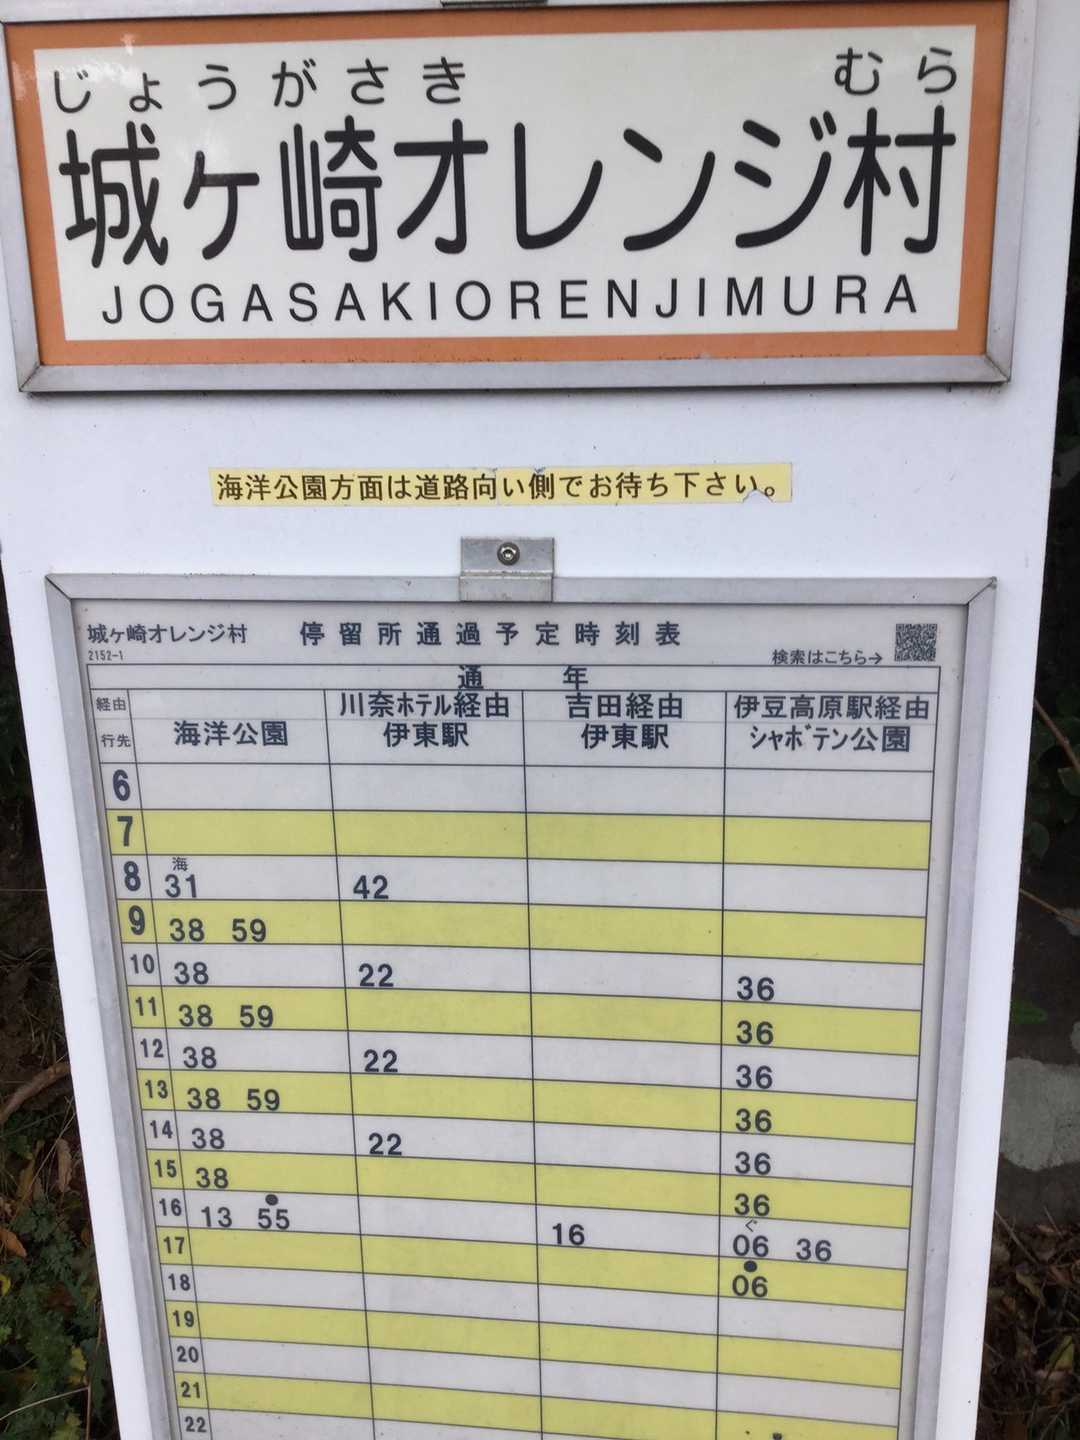 じょうがさき むら
城ヶ崎オレンジ村
JOGASAKIORENJIMURA
海洋公園方面は道路向い側でお待ち下さい。
城ヶ崎オレンジ村 停留所通過予定時刻表
2152-1 検索はこちら→
通 年
経由 川奈ホテル経由 吉田経由 伊豆高原駅経由
行先 海洋公園 伊東駅 伊東駅 シャボテン公園
6
7
海
8 31 42
9 38 59
10 38 22 36
11 38 59 36
12 38 22 36
13 38 59 36
14 38 22 36
15 38 36
● ぐ
16 13 55 16 06 36
●
17 06
18
19
20
21
22